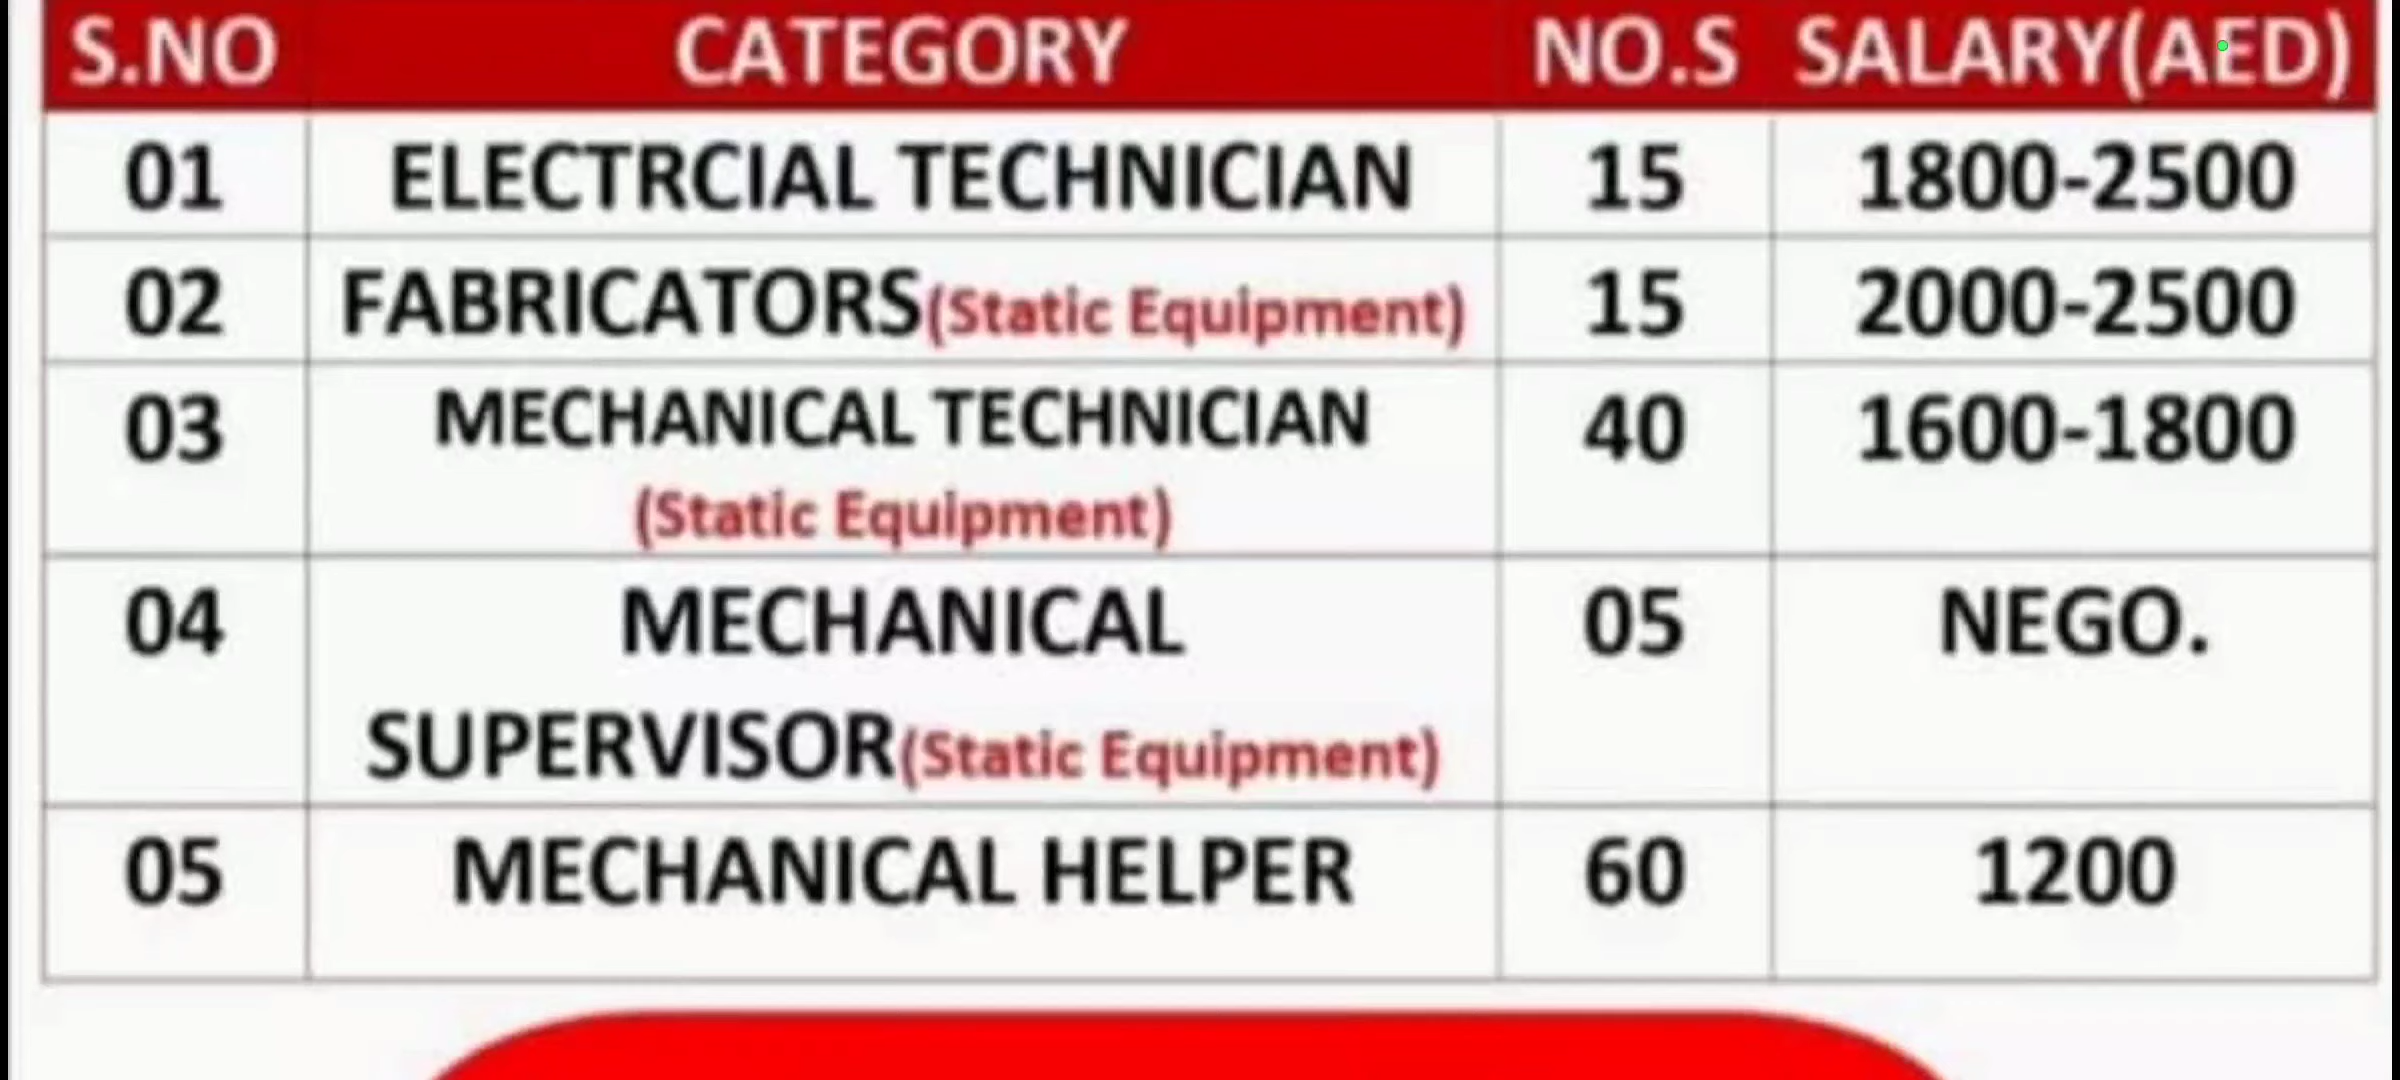 S.NO CATEGORY NO.S SALARY(AED)
01 ELECTRCIAL TECHNICIAN 15 1800-2500
02 FABRICATORS(Static Equipment) 15 2000-2500
03 MECHANICAL TECHNICIAN 40 1600-1800
(Static Equipment)
04 MECHANICAL 05 NEGO.
SUPERVISOR(Static Equipment)
05 MECHANICAL HELPER 60 1200